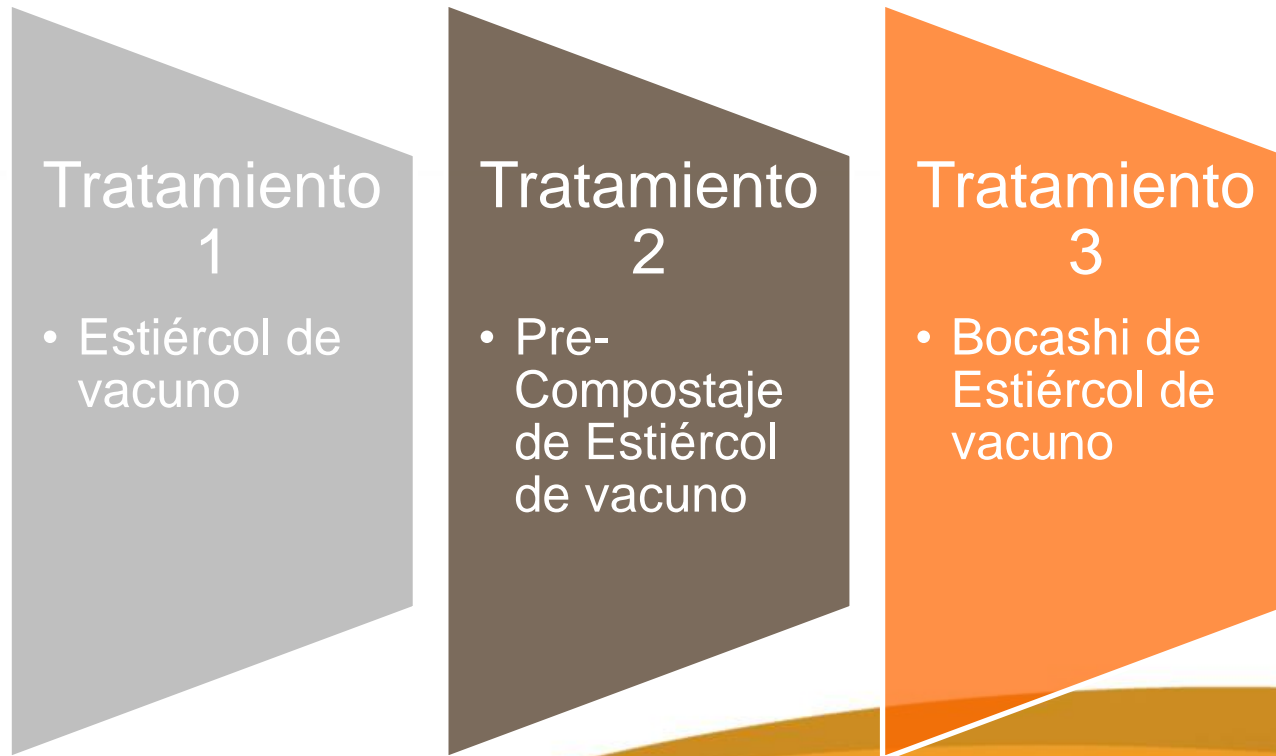 Tratamiento
1
• Estiércol de
vacuno
Tratamiento
2
• Pre-
Compostaje
de Estiércol
de vacuno
Tratamiento
3
• Bocashi de
Estiércol de
vacuno